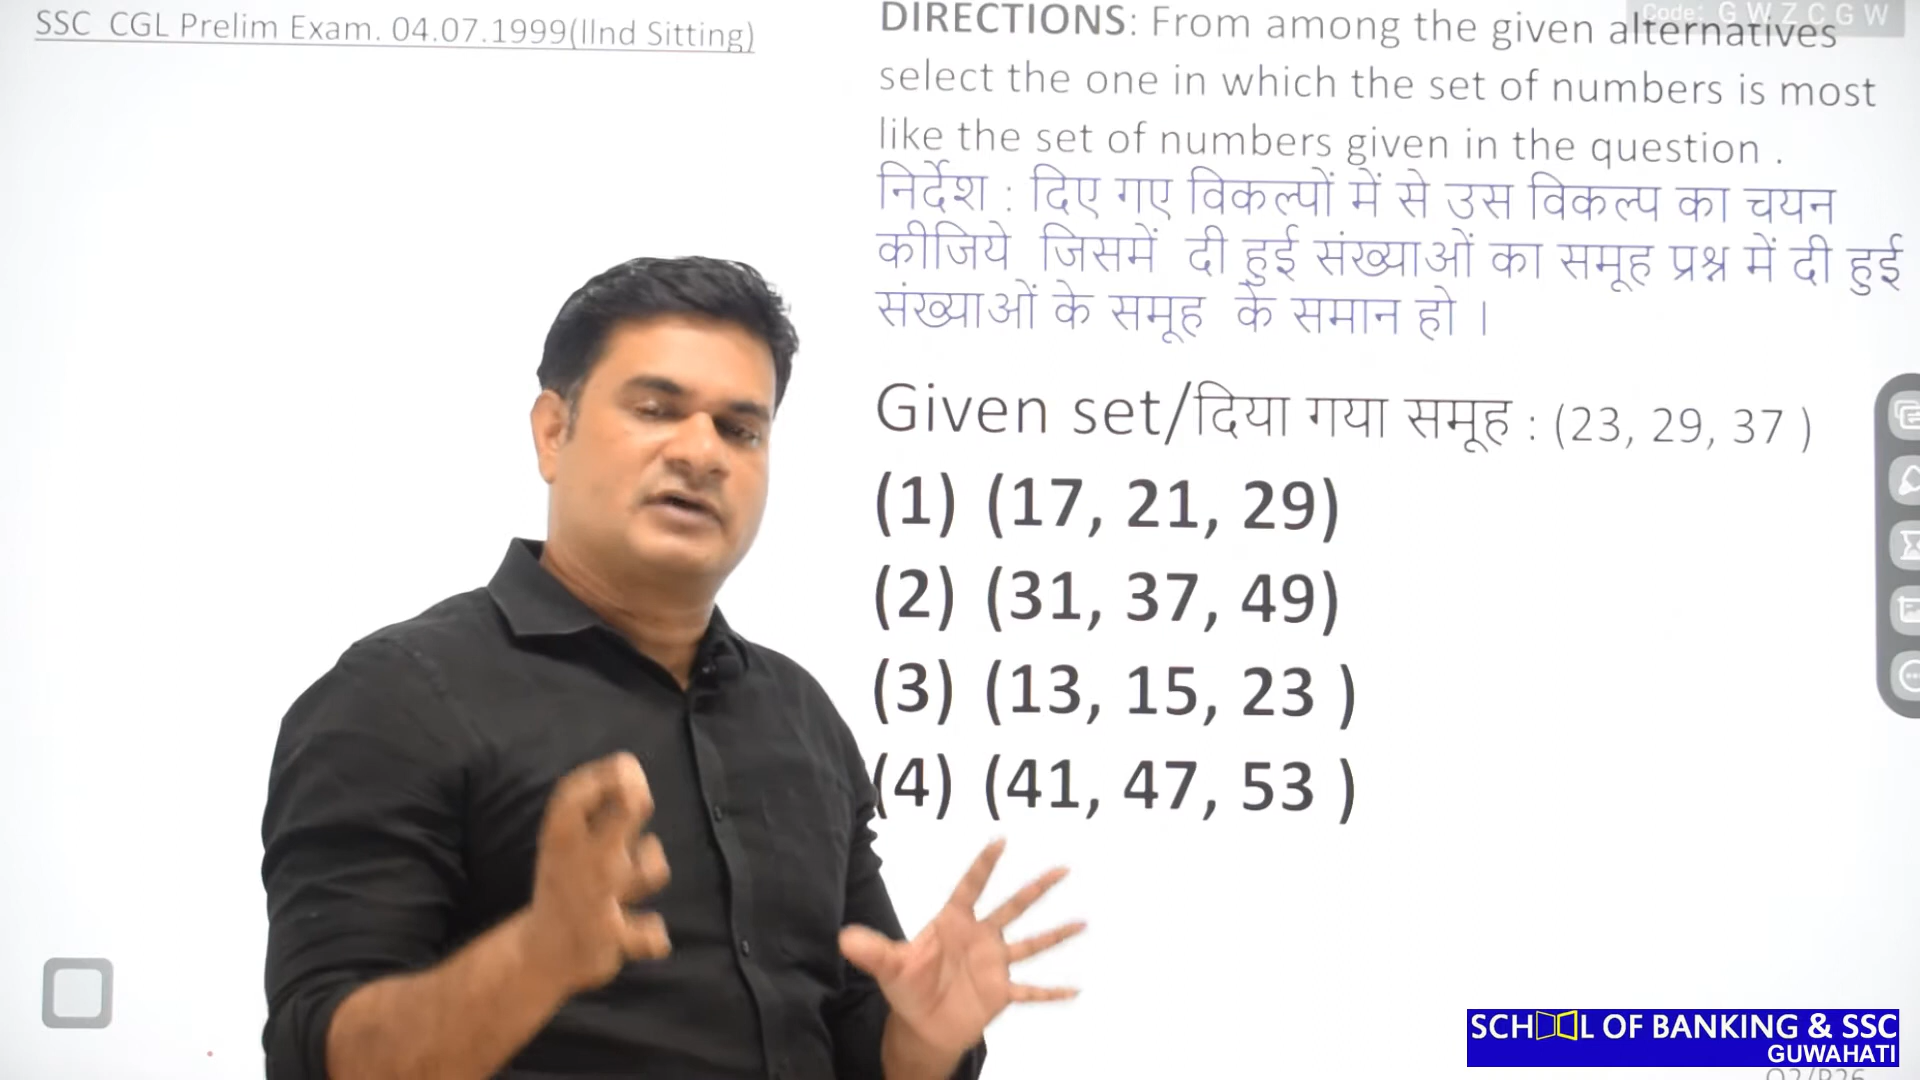 SSC CGL Prelim Exam. 04.07.1999(IInd Sitting)
Code: G W Z C G W
DIRECTIONS: From among the given alternatives
select the one in which the set of numbers is most
like the set of numbers given in the question .
निर्देश : दिए गए विकल्पों में से उस विकल्प का चयन
कीजिये जिसमें दी हुई संख्याओं का समूह प्रश्न में दी हुई
संख्याओं के समूह के समान हो ।
Given set/दिया गया समूह : (23, 29, 37 )
(1) (17, 21, 29)
(2) (31, 37, 49)
(3) (13, 15, 23 )
(4) (41, 47, 53 )
SCHOOL OF BANKING & SSC
GUWAHATI